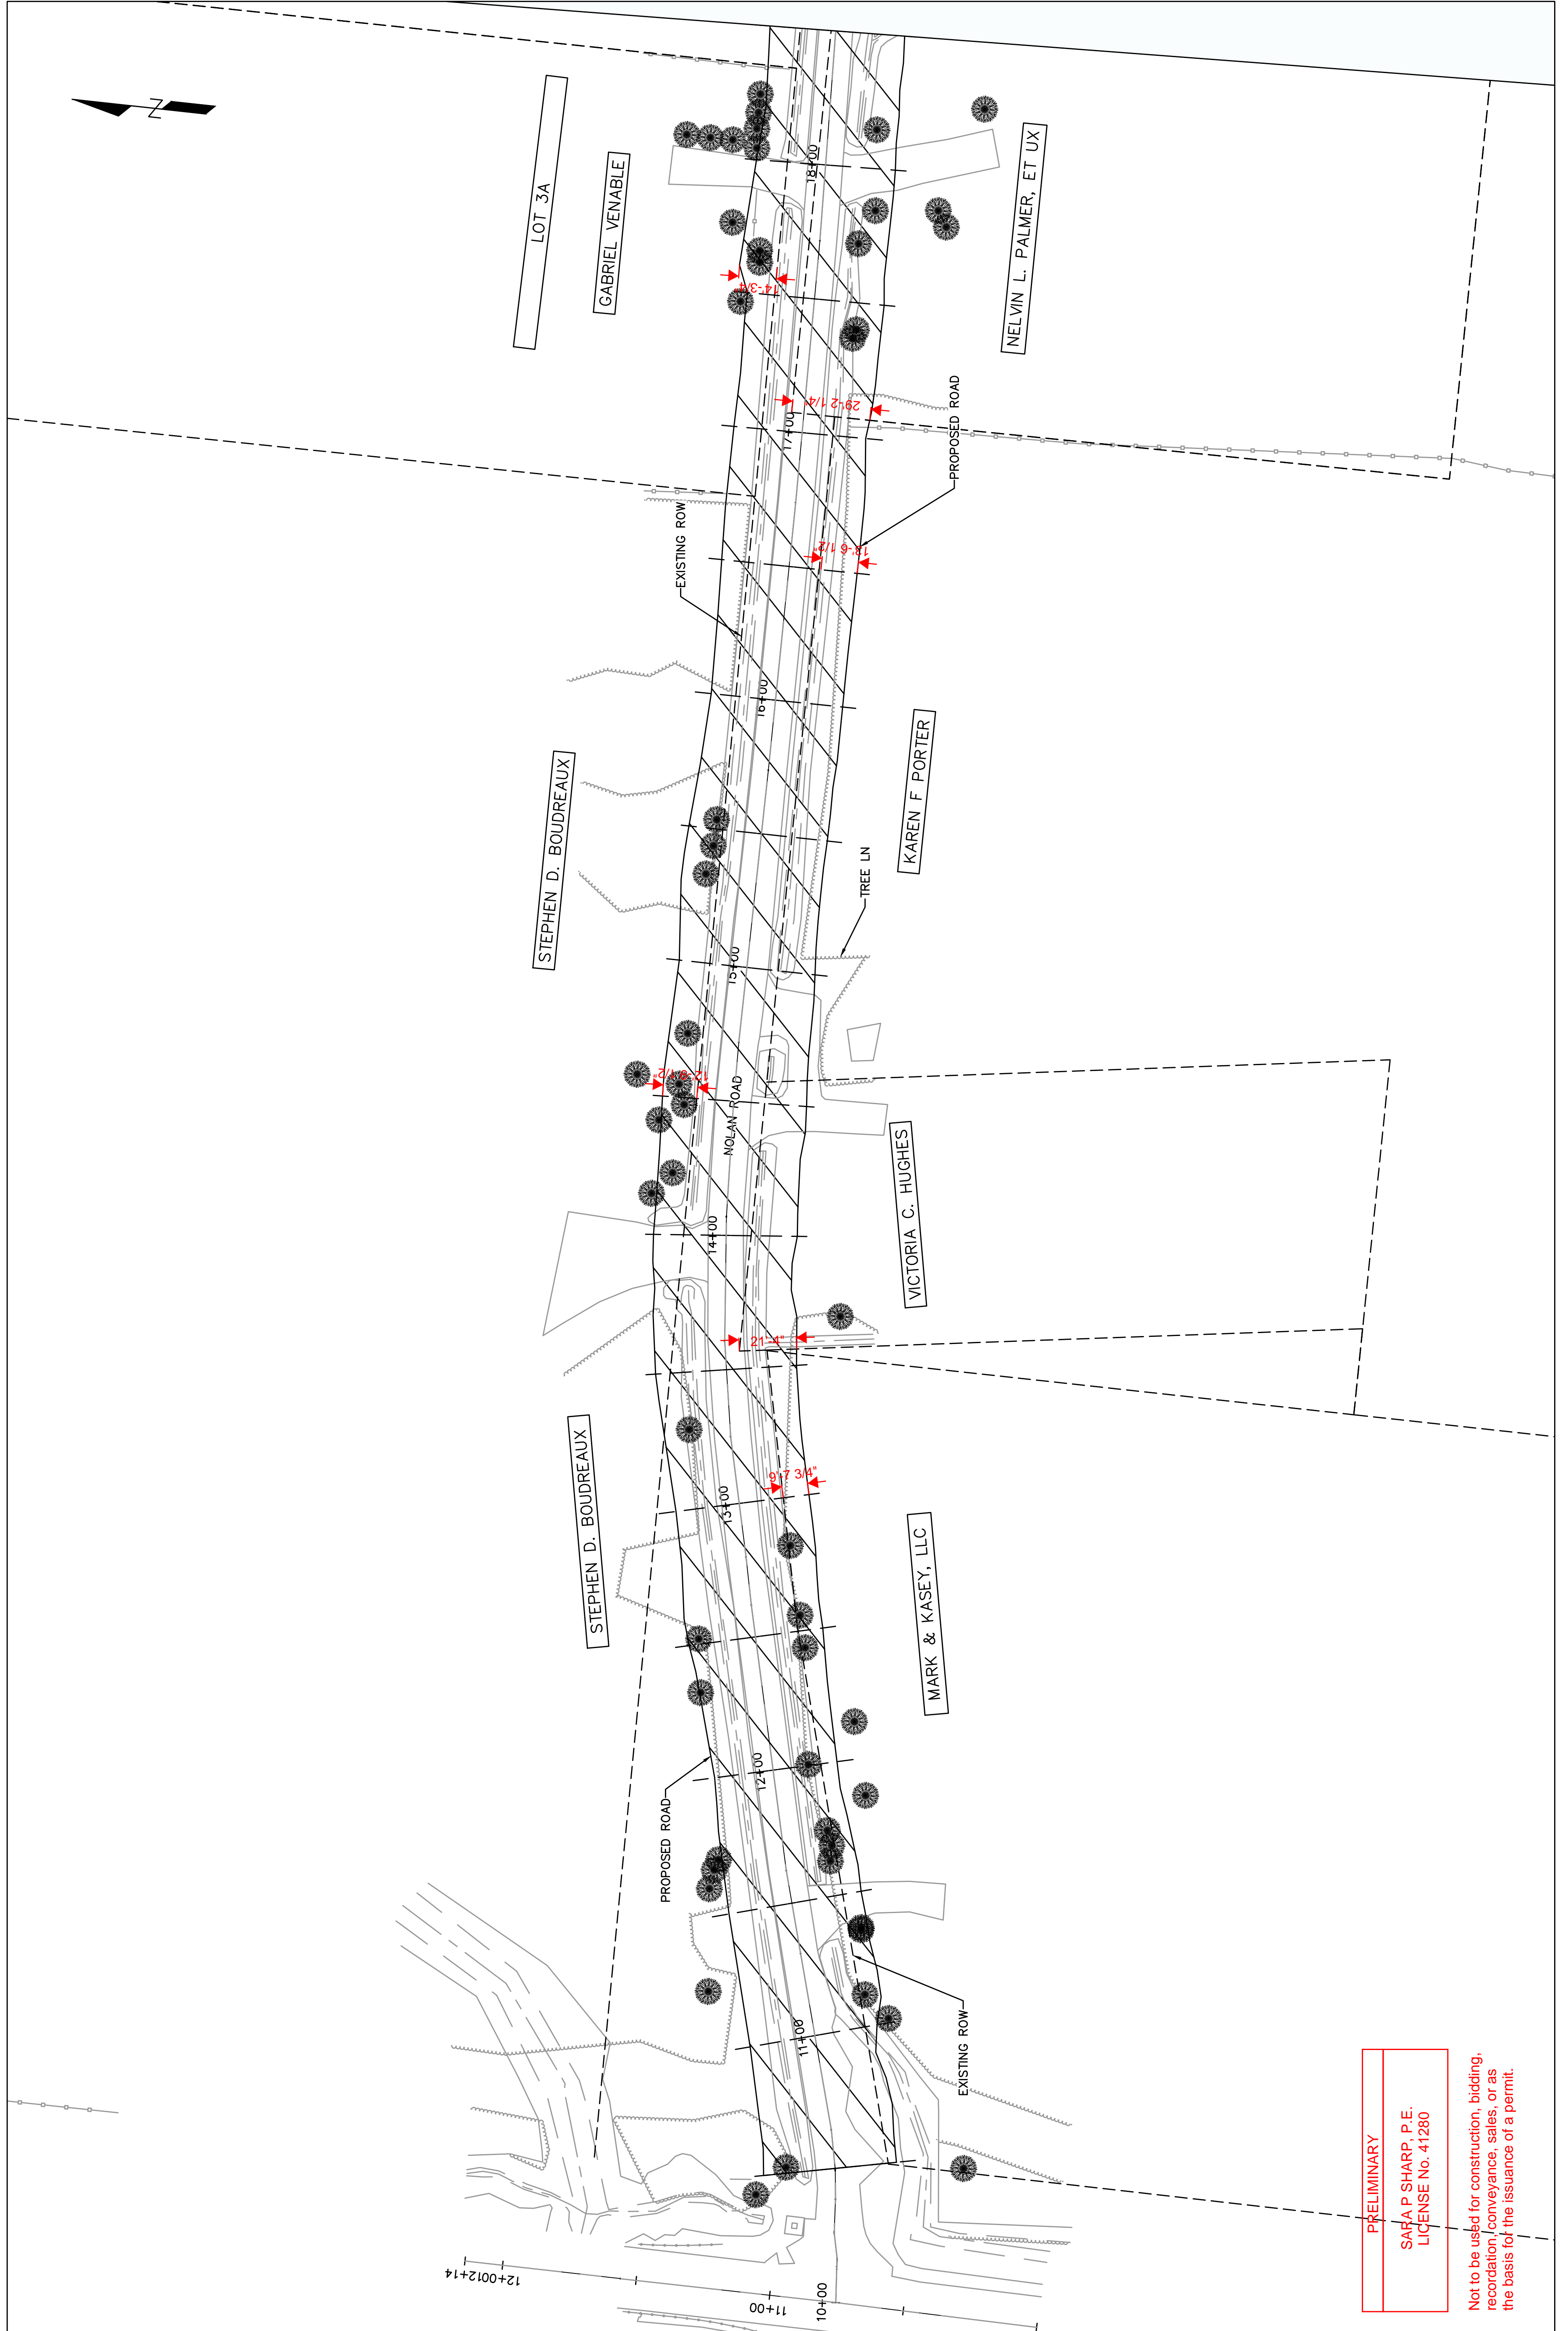 LOT 3A
GABRIEL VENABLE
NELVIN L. PALMER, ET UX
18+00
14'-3/4"
29'-2 1/4"
17+00
PROPOSED ROAD
EXISTING ROW
16+00
STEPHEN D. BOUDREAUX
KAREN F PORTER
TREE LN
15+00
NOLAN ROAD
VICTORIA C. HUGHES
14+00
21'-4"
9'-7 3/4"
STEPHEN D. BOUDREAUX
13+00
MARK & KASEY, LLC
12+00
PROPOSED ROAD
11+00
EXISTING ROW
12+14
12+00
11+00
10+00
PRELIMINARY
SARA P SHARP, P.E.
LICENSE No. 41280
Not to be used for construction, bidding,
recordation, conveyance, sales, or as
the basis for the issuance of a permit.